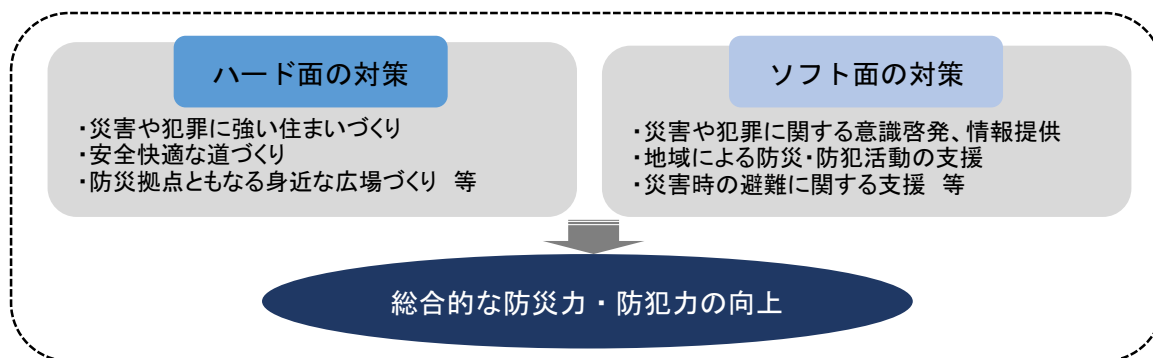 ハード面の対策
・災害や犯罪に強い住まいづくり
・安全快適な道づくり
・防災拠点ともなる身近な広場づくり　等
ソフト面の対策
・災害や犯罪に関する意識啓発、情報提供
・地域による防災・防犯活動の支援
・災害時の避難に関する支援　等
総合的な防災力・防犯力の向上